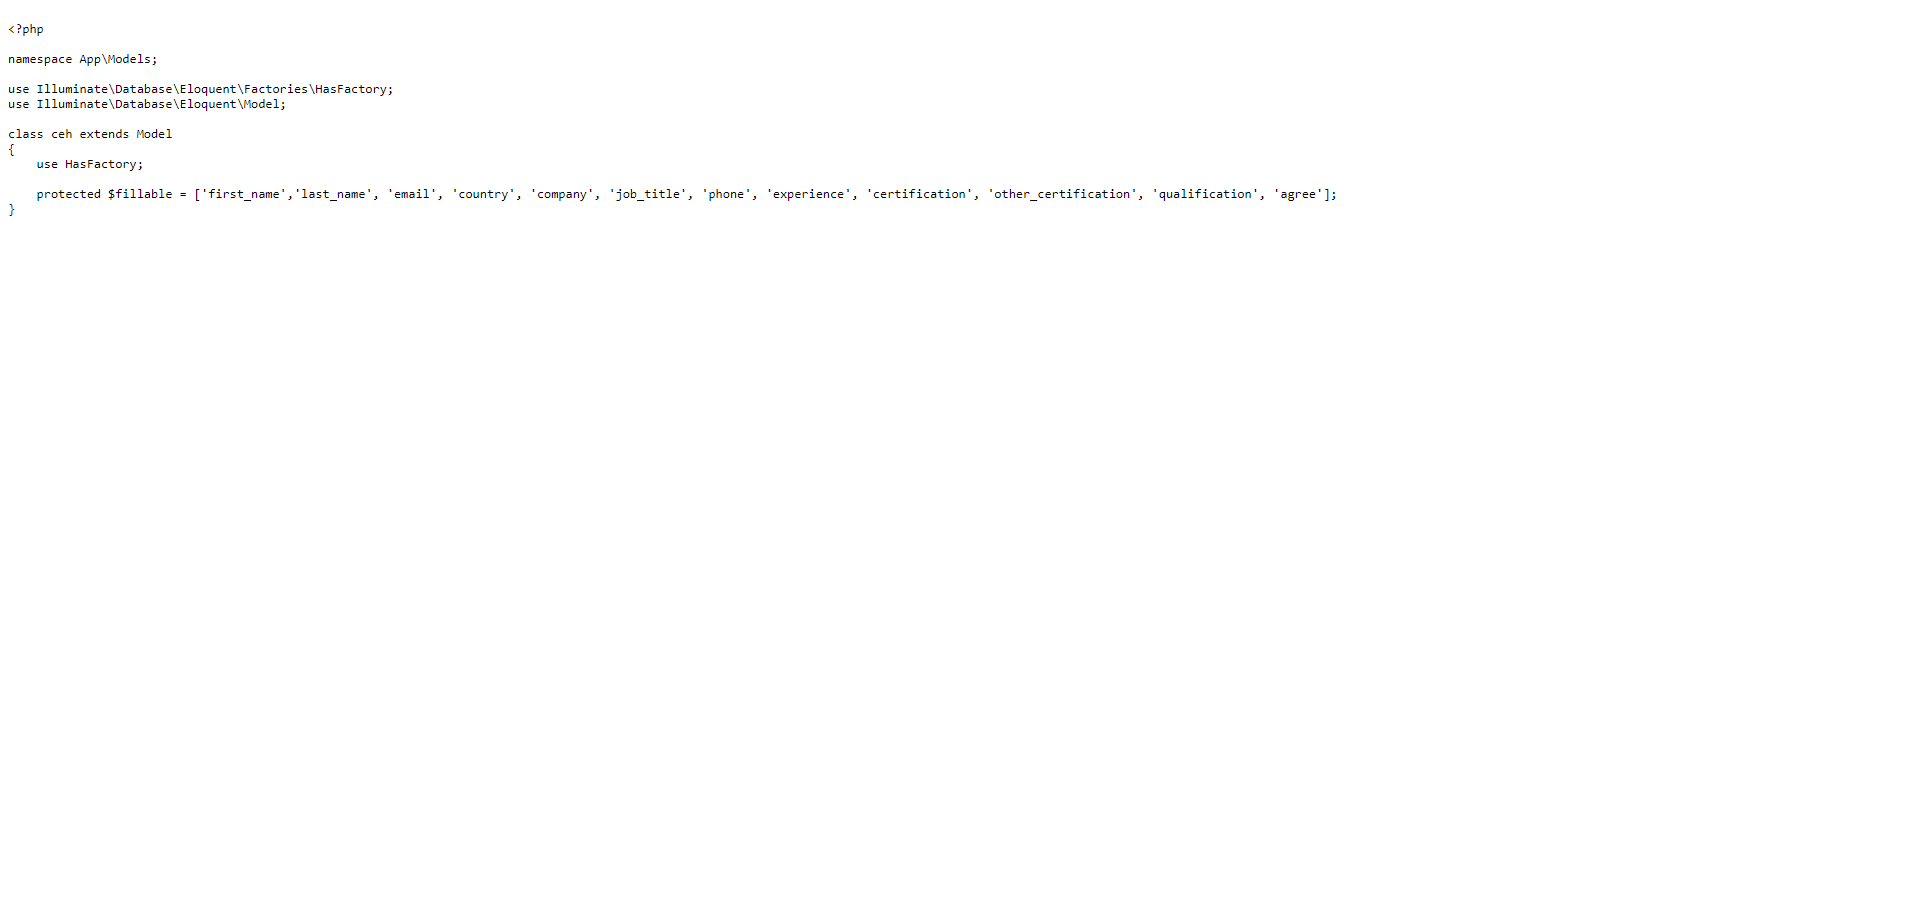 <?php
namespace App\Models;
use Illuminate\Database\Eloquent\Factories\HasFactory;
use Illuminate\Database\Eloquent\Model;
class ceh extends Model
{
    use HasFactory;
    protected $fillable = ['first_name','last_name', 'email', 'country', 'company', 'job_title', 'phone', 'experience', 'certification', 'other_certification', 'qualification', 'agree'];
}